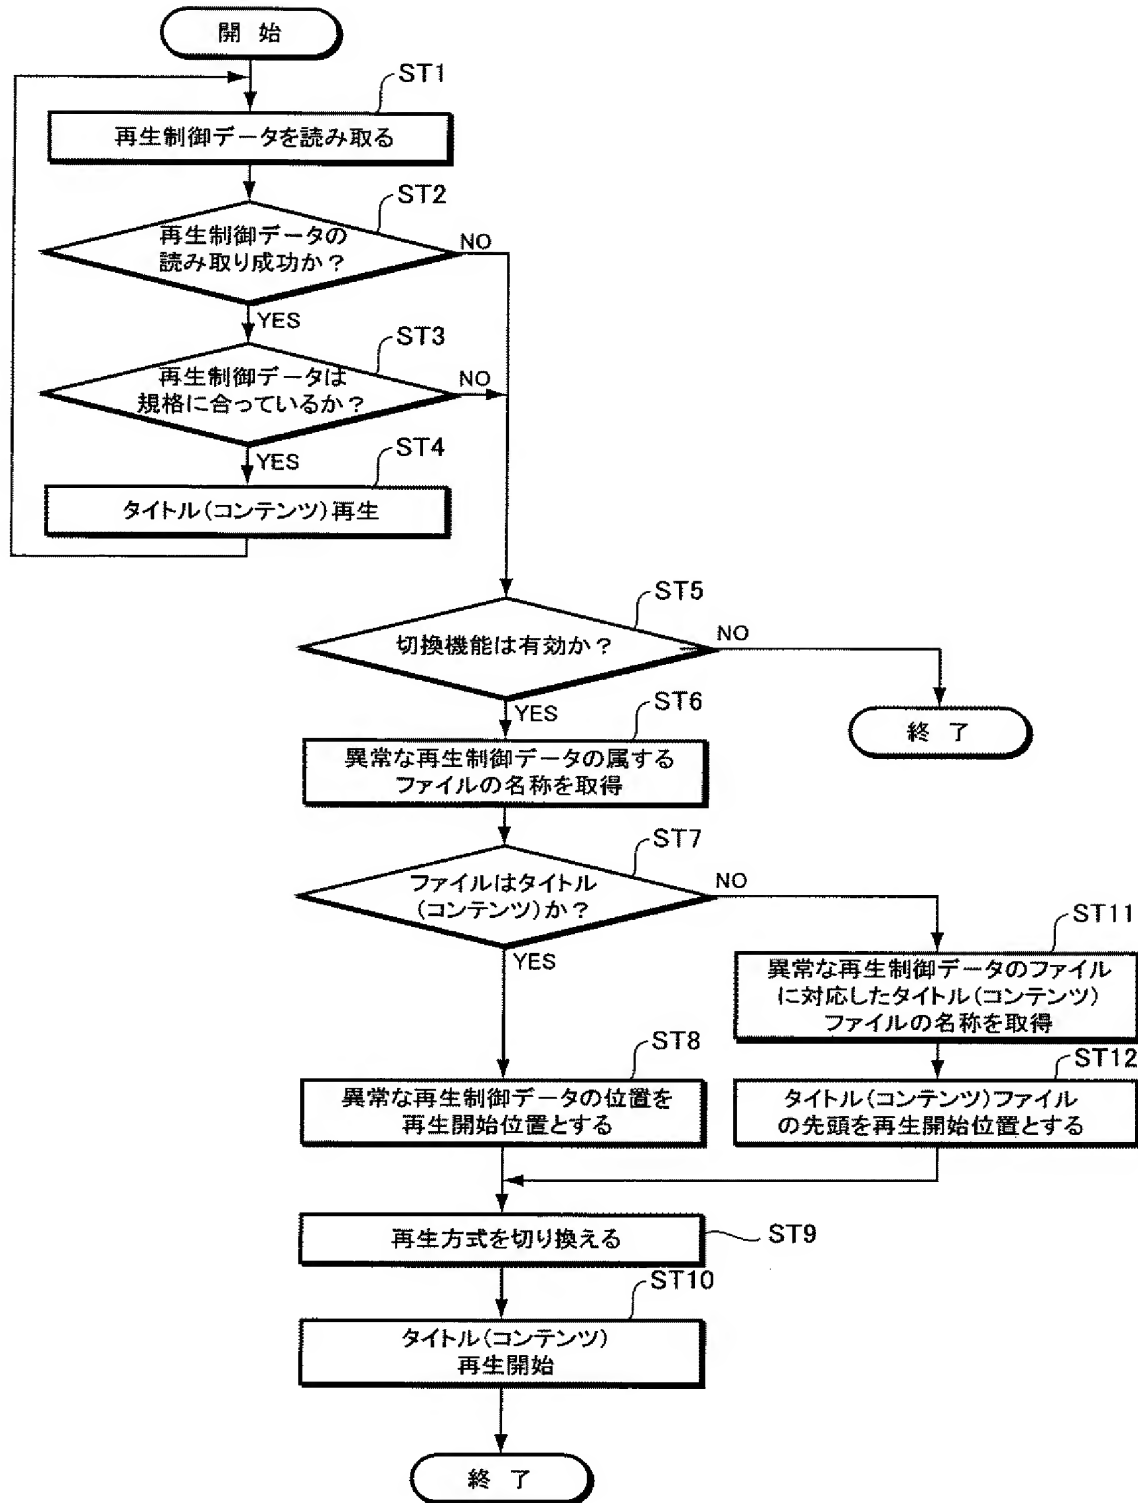 開 始
ST1
再生制御データを読み取る
ST2
再生制御データの
読み取り成功か？
NO
YES
ST3
再生制御データは
規格に合っているか？
NO
YES
ST4
タイトル(コンテンツ)再生
ST5
切換機能は有効か？
NO
YES
終 了
ST6
異常な再生制御データの属する
ファイルの名称を取得
ST7
ファイルはタイトル
(コンテンツ)か？
NO
YES
ST11
異常な再生制御データのファイル
に対応したタイトル(コンテンツ)
ファイルの名称を取得
ST8
異常な再生制御データの位置を
再生開始位置とする
ST12
タイトル(コンテンツ)ファイル
の先頭を再生開始位置とする
再生方式を切り換える
ST9
ST10
タイトル(コンテンツ)
再生開始
終 了